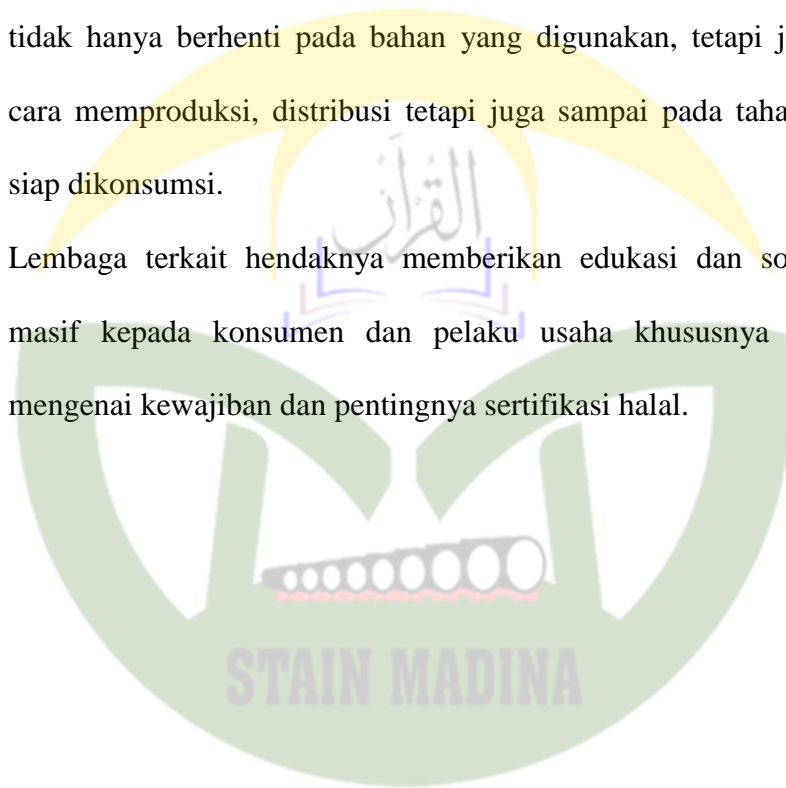 tidak hanya berhenti pada bahan yang digunakan, tetapi j
cara memproduksi, distribusi tetapi juga sampai pada taha
siap dikonsumsi.
القرآن
Lembaga terkait hendaknya memberikan edukasi dan so
masif kepada konsumen dan pelaku usaha khususnya
mengenai kewajiban dan pentingnya sertifikasi halal.
STAIN MADINA